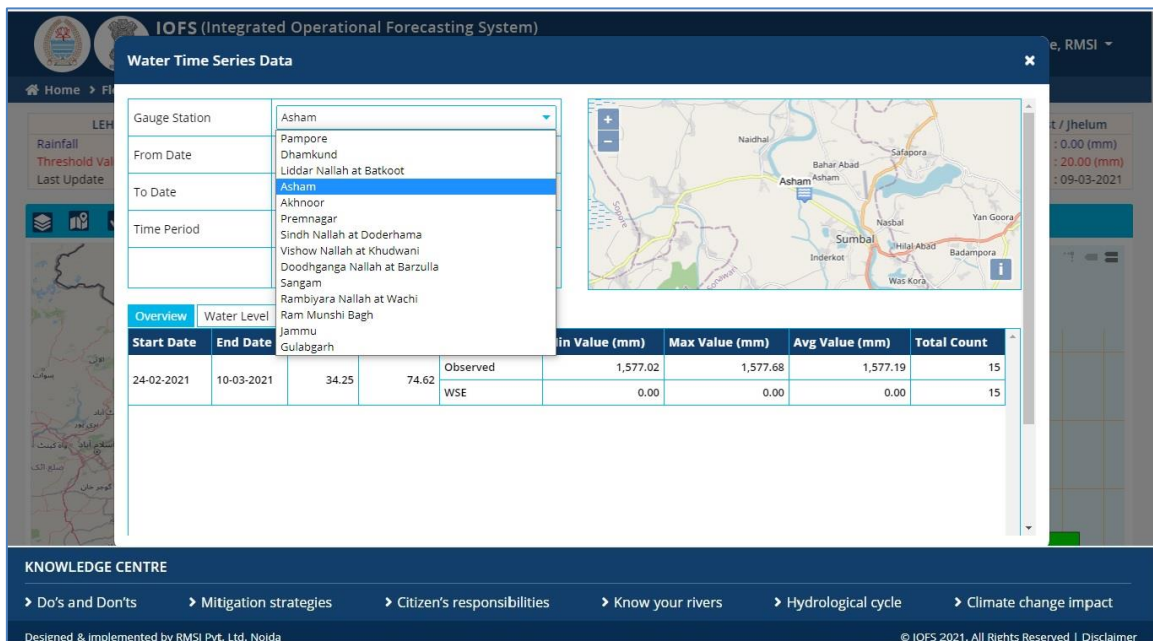 IOFS (Integrated Operational Forecasting System)
e, RMSI
Water Time Series Data
Home > Fl
LEH
Rainfall
Threshold Val
Last Update
t / Jhelum
: 0.00 (mm)
: 20.00 (mm)
: 09-03-2021
Gauge Station
Asham
From Date
To Date
Time Period
Pampore
Dhamkund
Liddar Nallah at Batkoot
Asham
Akhnoor
Premnagar
Sindh Nallah at Doderhama
Vishow Nallah at Khudwani
Doodhganga Nallah at Barzulla
Sangam
Rambiyara Nallah at Wachi
Ram Munshi Bagh
Jammu
Gulabgarh
+
-
Naidhal
Safapora
Bahar Abad
Asham Asham
Sopore
Nasbal
Yan Goora
Sumbal
Hilal Abad
Badampora
Inderkot
Was Kora
i
Overview Water Level
Start Date End Date in Value (mm) Max Value (mm) Avg Value (mm) Total Count
24-02-2021 10-03-2021 34.25 74.62
Observed 1,577.02 1,577.68 1,577.19 15
WSE 0.00 0.00 0.00 15
KNOWLEDGE CENTRE
> Do's and Don'ts > Mitigation strategies > Citizen's responsibilities > Know your rivers > Hydrological cycle > Climate change impact
Designed & implemented by RMSI Pvt. Ltd, Noida © IOFS 2021, All Rights Reserved | Disclaimer